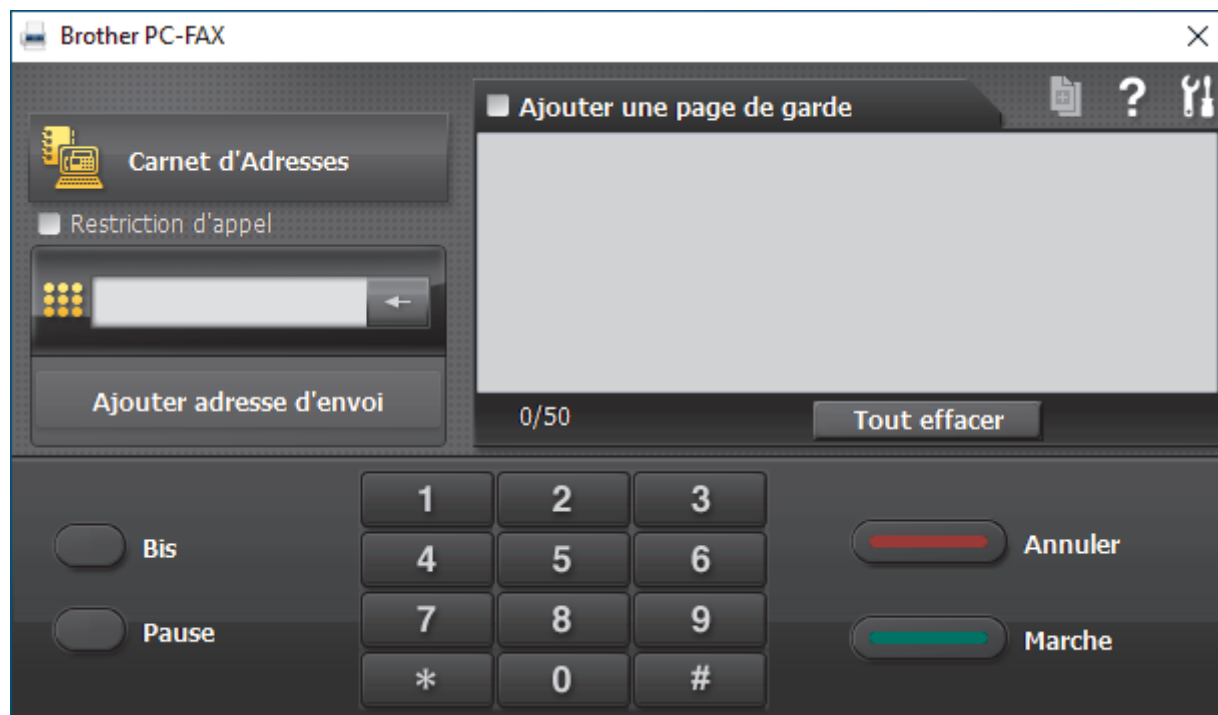 Brother PC-FAX
Ajouter une page de garde
?
Carnet d'Adresses
Restriction d'appel
Ajouter adresse d'envoi
0/50
Tout effacer
1 2 3
Bis
4 5 6
Annuler
7 8 9
Pause
Marche
* 0 #